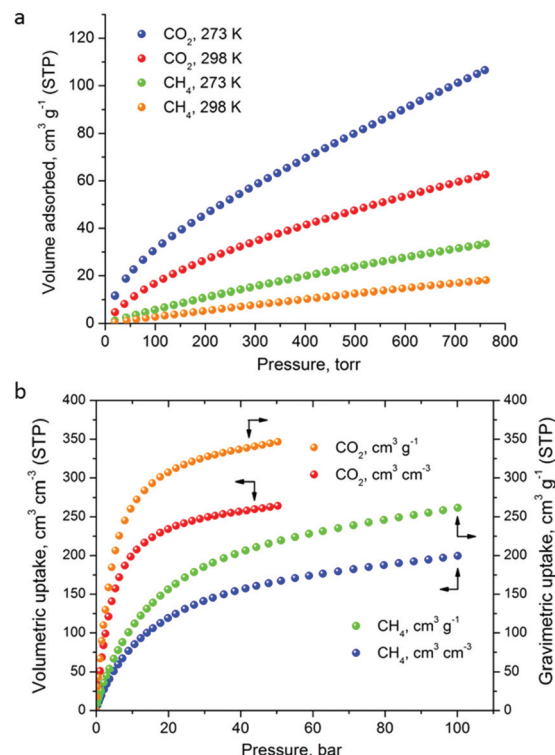 a
CO2, 273 K
CO2, 298 K
CH4, 273 K
CH4, 298 K
Volume adsorbed, cm3 g-1 (STP)
120
100
80
60
40
20
0
0 100 200 300 400 500 600 700 800
Pressure, torr
b
400 400
350 350
300 300
250 250
200 200
150 150
100 100
50 50
0 0
Volumetric uptake, cm3 cm-3 (STP)
Gravimetric uptake, cm3 g-1 (STP)
CO2, cm3 g-1
CO2, cm3 cm-3
CH4, cm3 g-1
CH4, cm3 cm-3
0 20 40 60 80 100
Pressure, bar